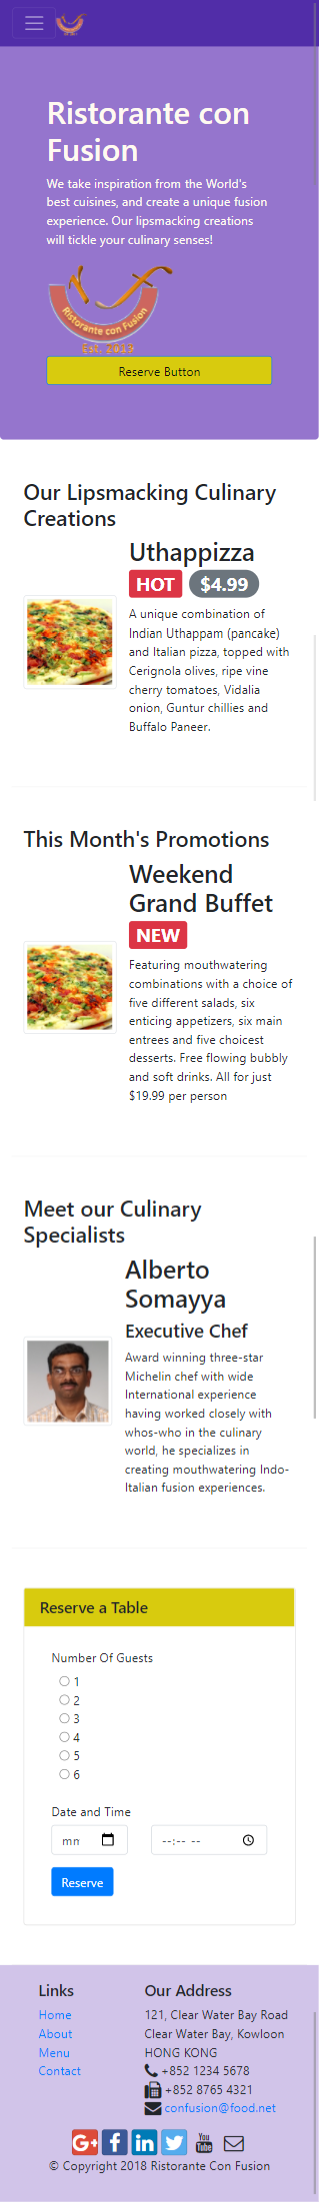 Ristorante con
Fusion
We take inspiration from the World's
best cuisines, and create a unique fusion
experience. Our lipsmacking creations
will tickle your culinary senses!
Ristorante con Fusion
Est. 2019
Reserve Button
Our Lipsmacking Culinary
Creations
Uthappizza
HOT $4.99
A unique combination of
Indian Uthappam (pancake)
and Italian pizza, topped with
Cerignola olives, ripe vine
cherry tomatoes, Vidalia
onion, Guntur chillies and
Buffalo Paneer.
This Month's Promotions
Weekend
Grand Buffet
NEW
Featuring mouthwatering
combinations with a choice of
five different salads, six
enticing appetizers, six main
entrees and five choicest
desserts. Free flowing bubbly
and soft drinks. All for just
$19.99 per person
Meet our Culinary
Specialists
Alberto
Somayya
Executive Chef
Award winning three-star
Michelin chef with wide
International experience
having worked closely with
whos-who in the culinary
world, he specializes in
creating mouthwatering Indo-
Italian fusion experiences.
Reserve a Table
Number Of Guests
1
2
3
4
5
6
Date and Time
mm --:-- --
Reserve
Links
Home
About
Menu
Contact
Our Address
121, Clear Water Bay Road
Clear Water Bay, Kowloon
HONG KONG
+852 1234 5678
+852 8765 4321
confusion@food.net
G+ f in You Tube
© Copyright 2018 Ristorante Con Fusion